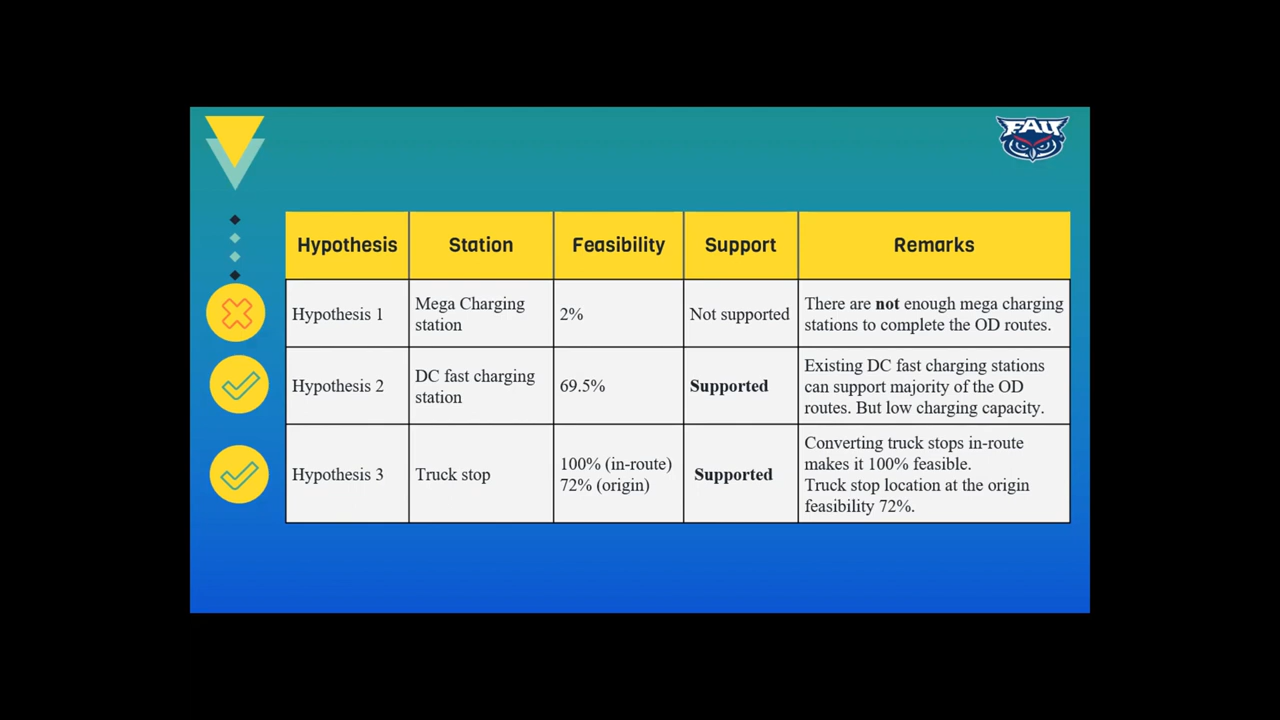 FAU
Hypothesis
Station
Feasibility
Support
Remarks
Hypothesis 1
Mega Charging
station
2%
Not supported
There are not enough mega charging
stations to complete the OD routes.
Hypothesis 2
DC fast charging
station
69.5%
Supported
Existing DC fast charging stations
can support majority of the OD
routes. But low charging capacity.
Hypothesis 3
Truck stop
100% (in-route)
72% (origin)
Supported
Converting truck stops in-route
makes it 100% feasible.
Truck stop location at the origin
feasibility 72%.